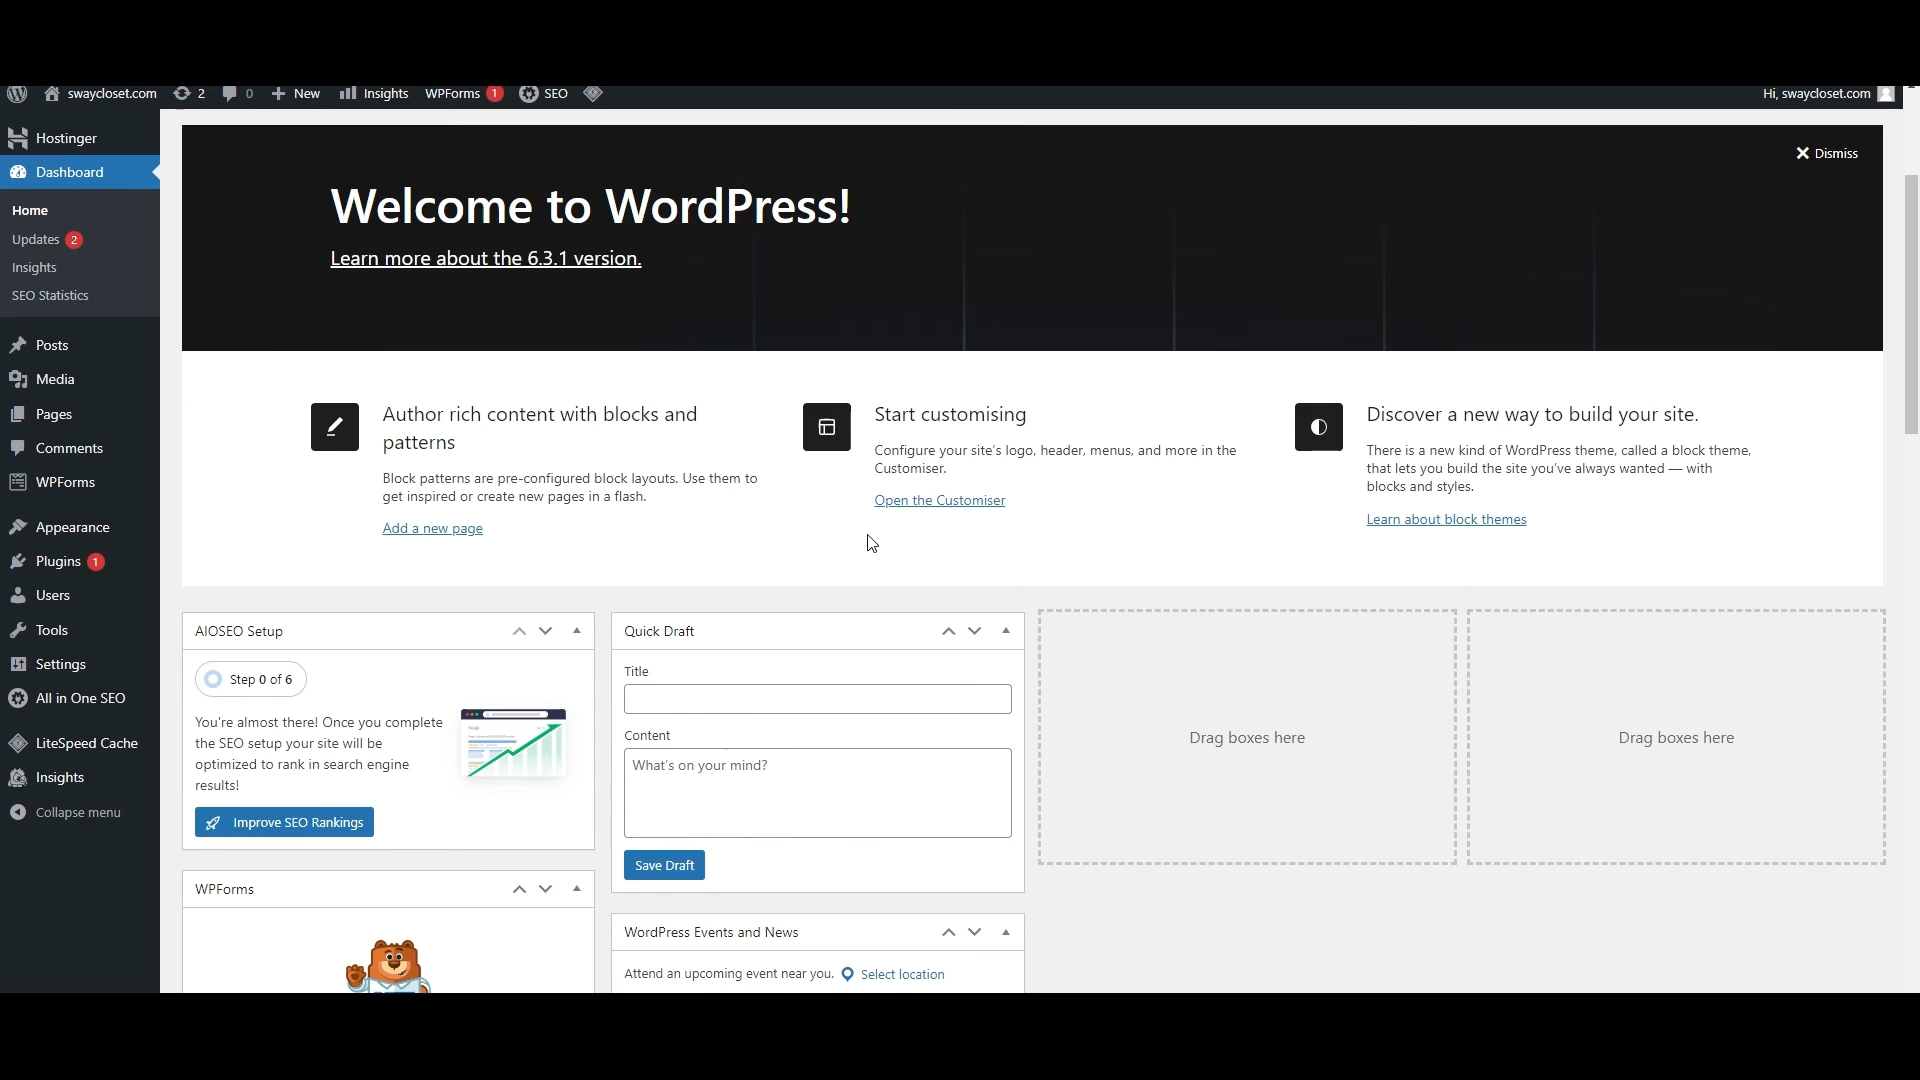 swaycloset.com 2 0 New Insights WPForms 1 SEO Hi, swaycloset.com
Hostinger
Dashboard
Home
Updates 2
Insights
SEO Statistics
Posts
Media
Pages
Comments
WPForms
Appearance
Plugins 1
Users
Tools
Settings
All in One SEO
LiteSpeed Cache
Insights
Collapse menu
Dismiss
Welcome to WordPress!
Learn more about the 6.3.1 version.
Author rich content with blocks and
patterns
Block patterns are pre-configured block layouts. Use them to
get inspired or create new pages in a flash.
Add a new page
Start customising
Configure your site's logo, header, menus, and more in the
Customiser.
Open the Customiser
Discover a new way to build your site.
There is a new kind of WordPress theme, called a block theme,
that lets you build the site you've always wanted — with
blocks and styles.
Learn about block themes
AIOSEO Setup
Step 0 of 6
You're almost there! Once you complete
the SEO setup your site will be
optimized to rank in search engine
results!
Improve SEO Rankings
WPForms
Quick Draft
Title
Content
What's on your mind?
Save Draft
WordPress Events and News
Attend an upcoming event near you. Select location
Drag boxes here
Drag boxes here